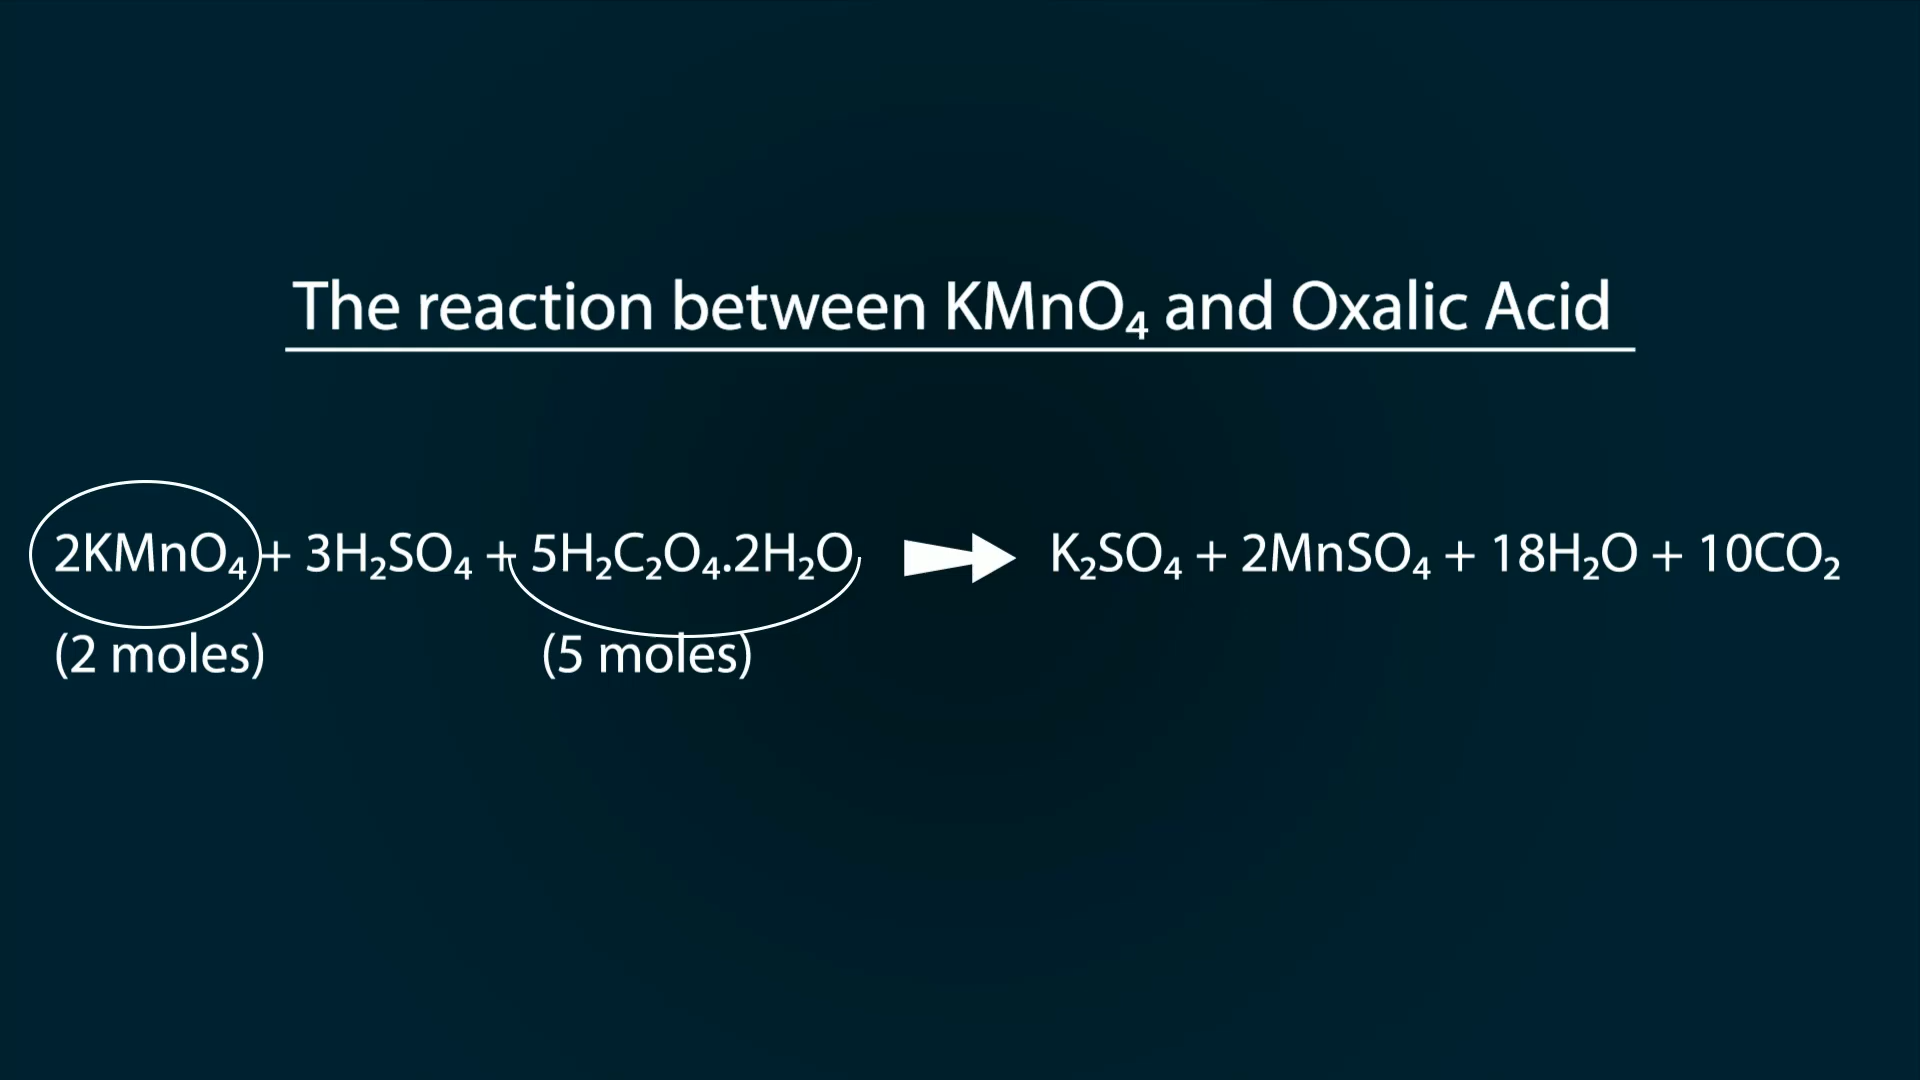 The reaction between KMnO₄ and Oxalic Acid
2KMnO₄ + 3H₂SO₄ + 5H₂C₂O₄.2H₂O K₂SO₄ + 2MnSO₄ + 18H₂O + 10CO₂
(2 moles) (5 moles)